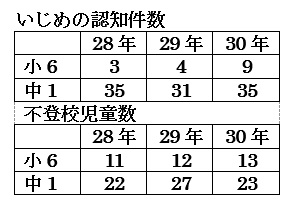 いじめの認知件数
28年 29年 30年
小6 3 4 9
中1 35 31 35
不登校児童数
28年 29年 30年
小6 11 12 13
中1 22 27 23